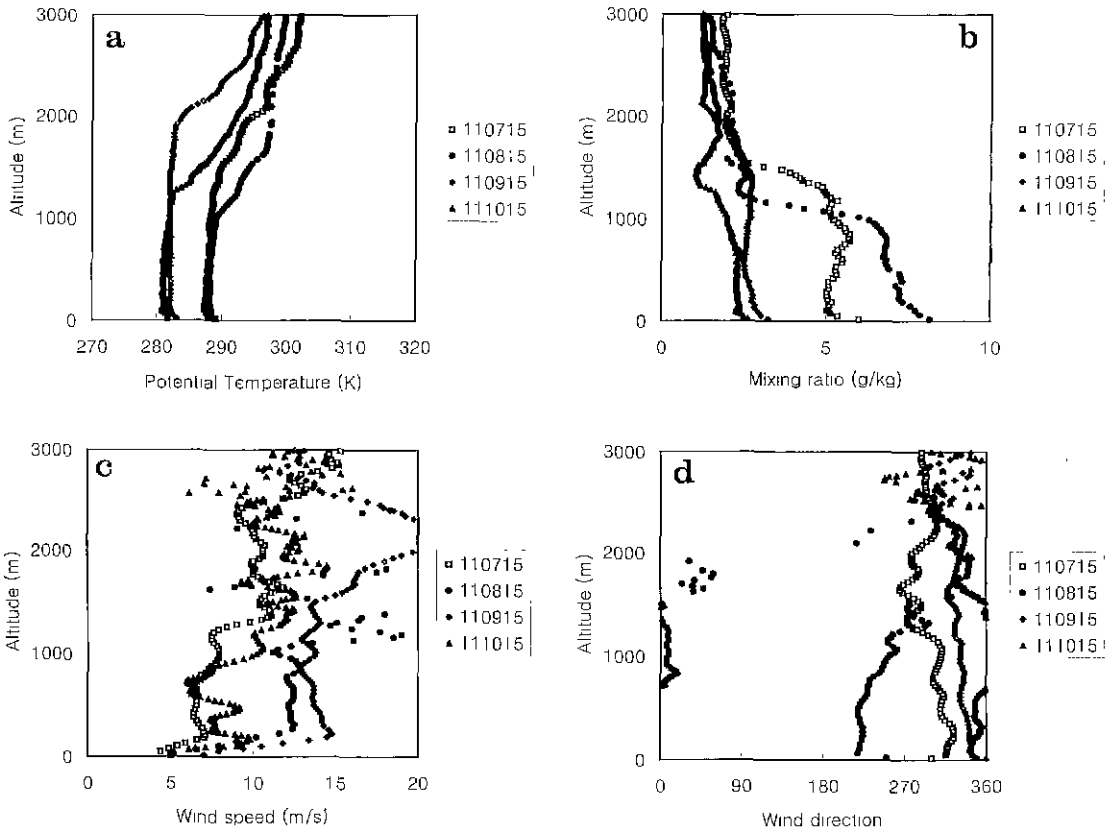 a
3000
2000
1000
0
Altitude (m)
270 280 290 300 310 320
Potential Temperature (K)
110715
110815
110915
111015
b
3000
2000
1000
0
Altitude (m)
0 5 10
Mixing ratio (g/kg)
110715
110815
110915
111015
c
3000
2000
1000
0
Altitude (m)
0 5 10 15 20
Wind speed (m/s)
110715
110815
110915
111015
d
3000
2000
1000
0
Altitude (m)
0 90 180 270 360
Wind direction
110715
110815
110915
111015